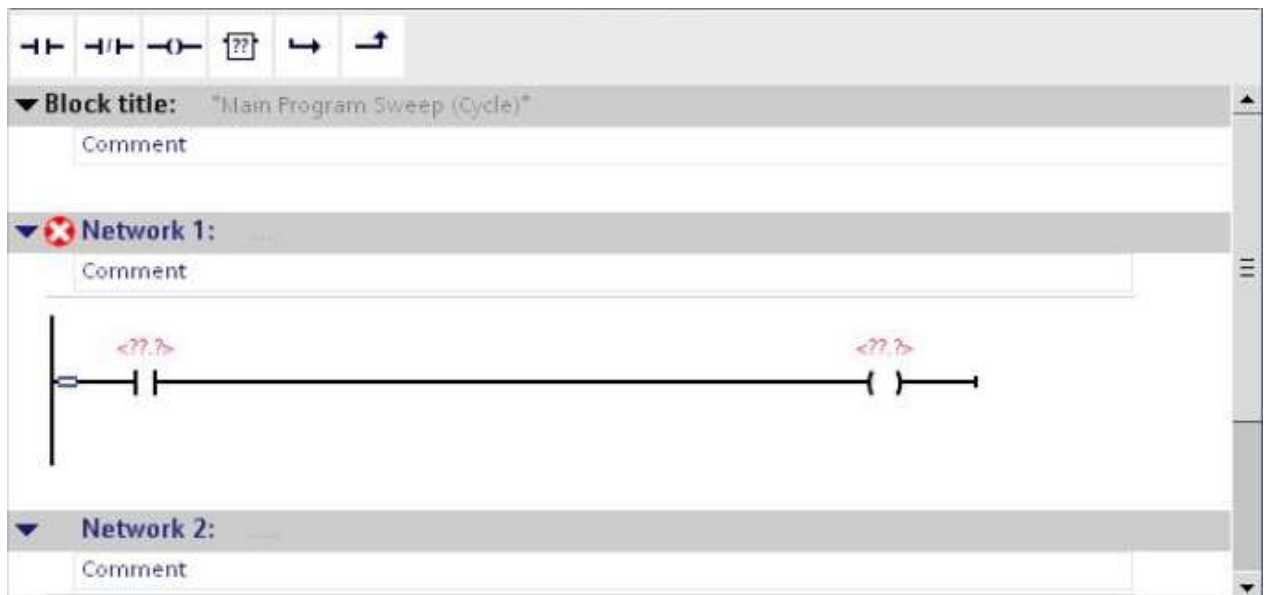 ??
Block title: "Main Program Sweep (Cycle)"
Comment
Network 1: ....
Comment
<??.?> <??.?>
Network 2: ....
Comment